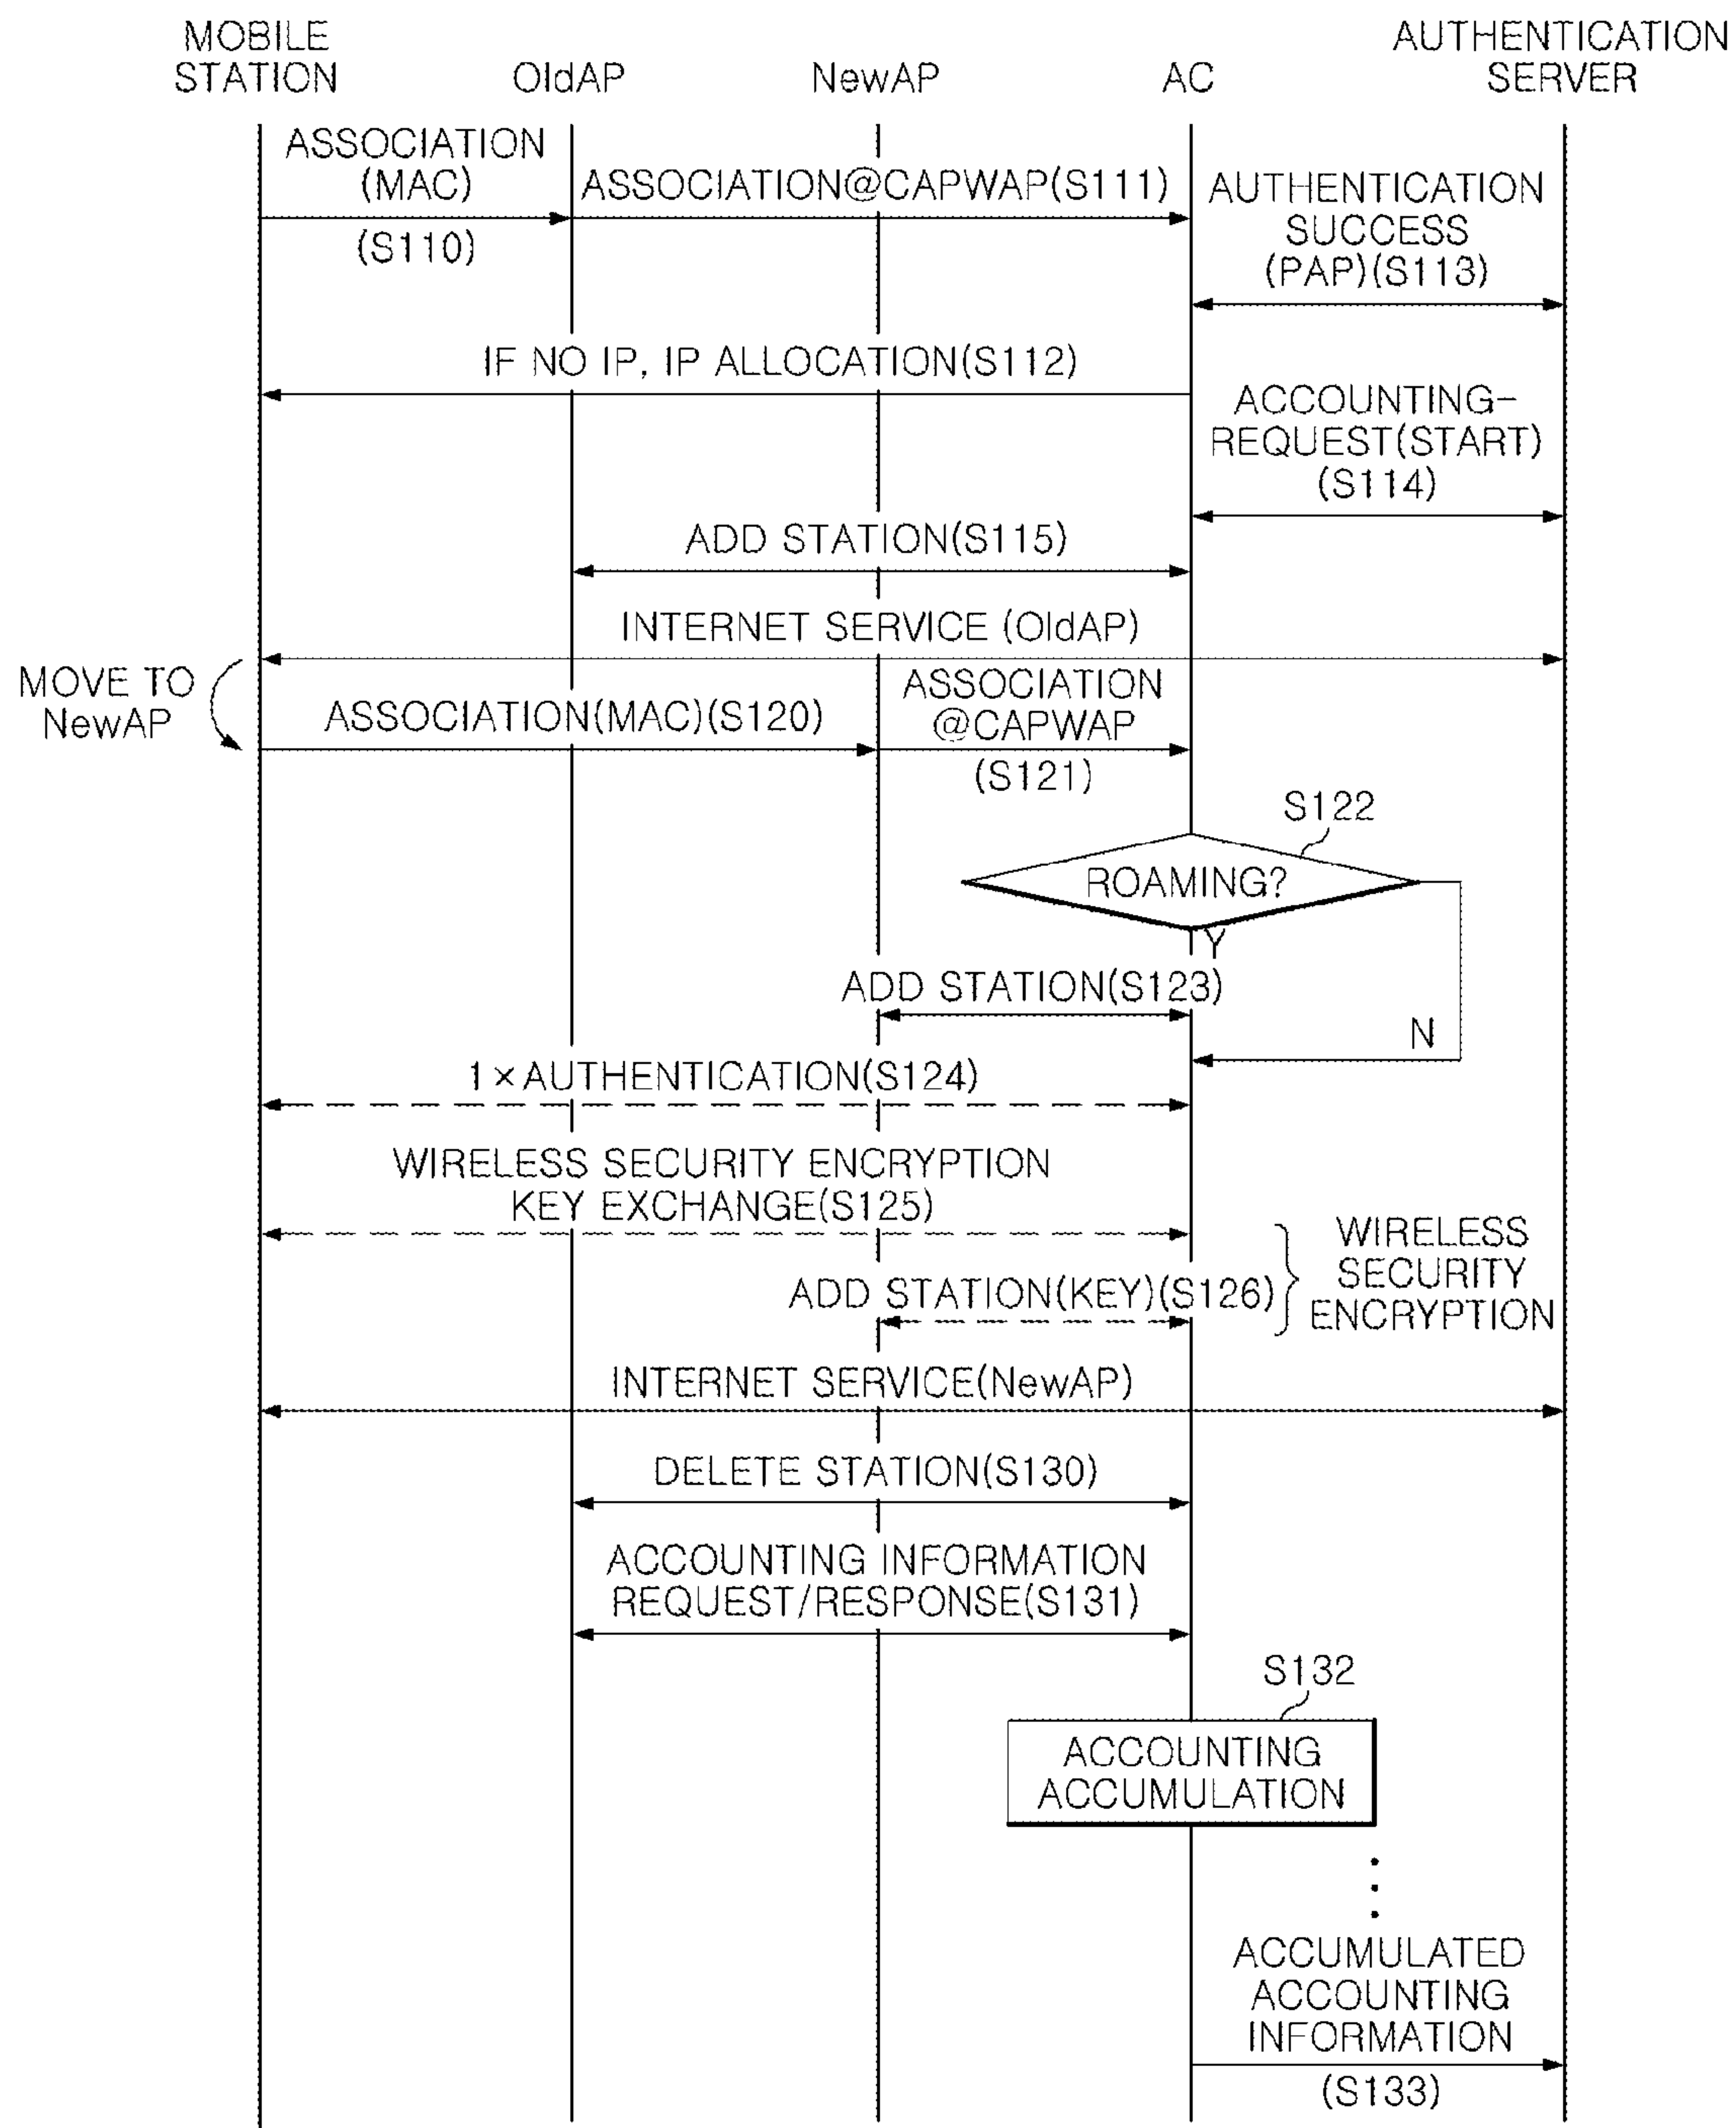 MOBILE
STATION
OldAP
NewAP
AC
AUTHENTICATION
SERVER
ASSOCIATION
(MAC)
(S110)
ASSOCIATION@CAPWAP(S111)
AUTHENTICATION
SUCCESS
(PAP)(S113)
IF NO IP, IP ALLOCATION(S112)
ACCOUNTING-
REQUEST(START)
(S114)
ADD STATION(S115)
INTERNET SERVICE (OldAP)
MOVE TO
NewAP
ASSOCIATION(MAC)(S120)
ASSOCIATION
@CAPWAP
(S121)
S122
ROAMING?
Y
ADD STATION(S123)
N
1×AUTHENTICATION(S124)
WIRELESS SECURITY ENCRYPTION
KEY EXCHANGE(S125)
ADD STATION(KEY)(S126)
WIRELESS
SECURITY
ENCRYPTION
INTERNET SERVICE(NewAP)
DELETE STATION(S130)
ACCOUNTING INFORMATION
REQUEST/RESPONSE(S131)
S132
ACCOUNTING
ACCUMULATION
ACCUMULATED
ACCOUNTING
INFORMATION
(S133)